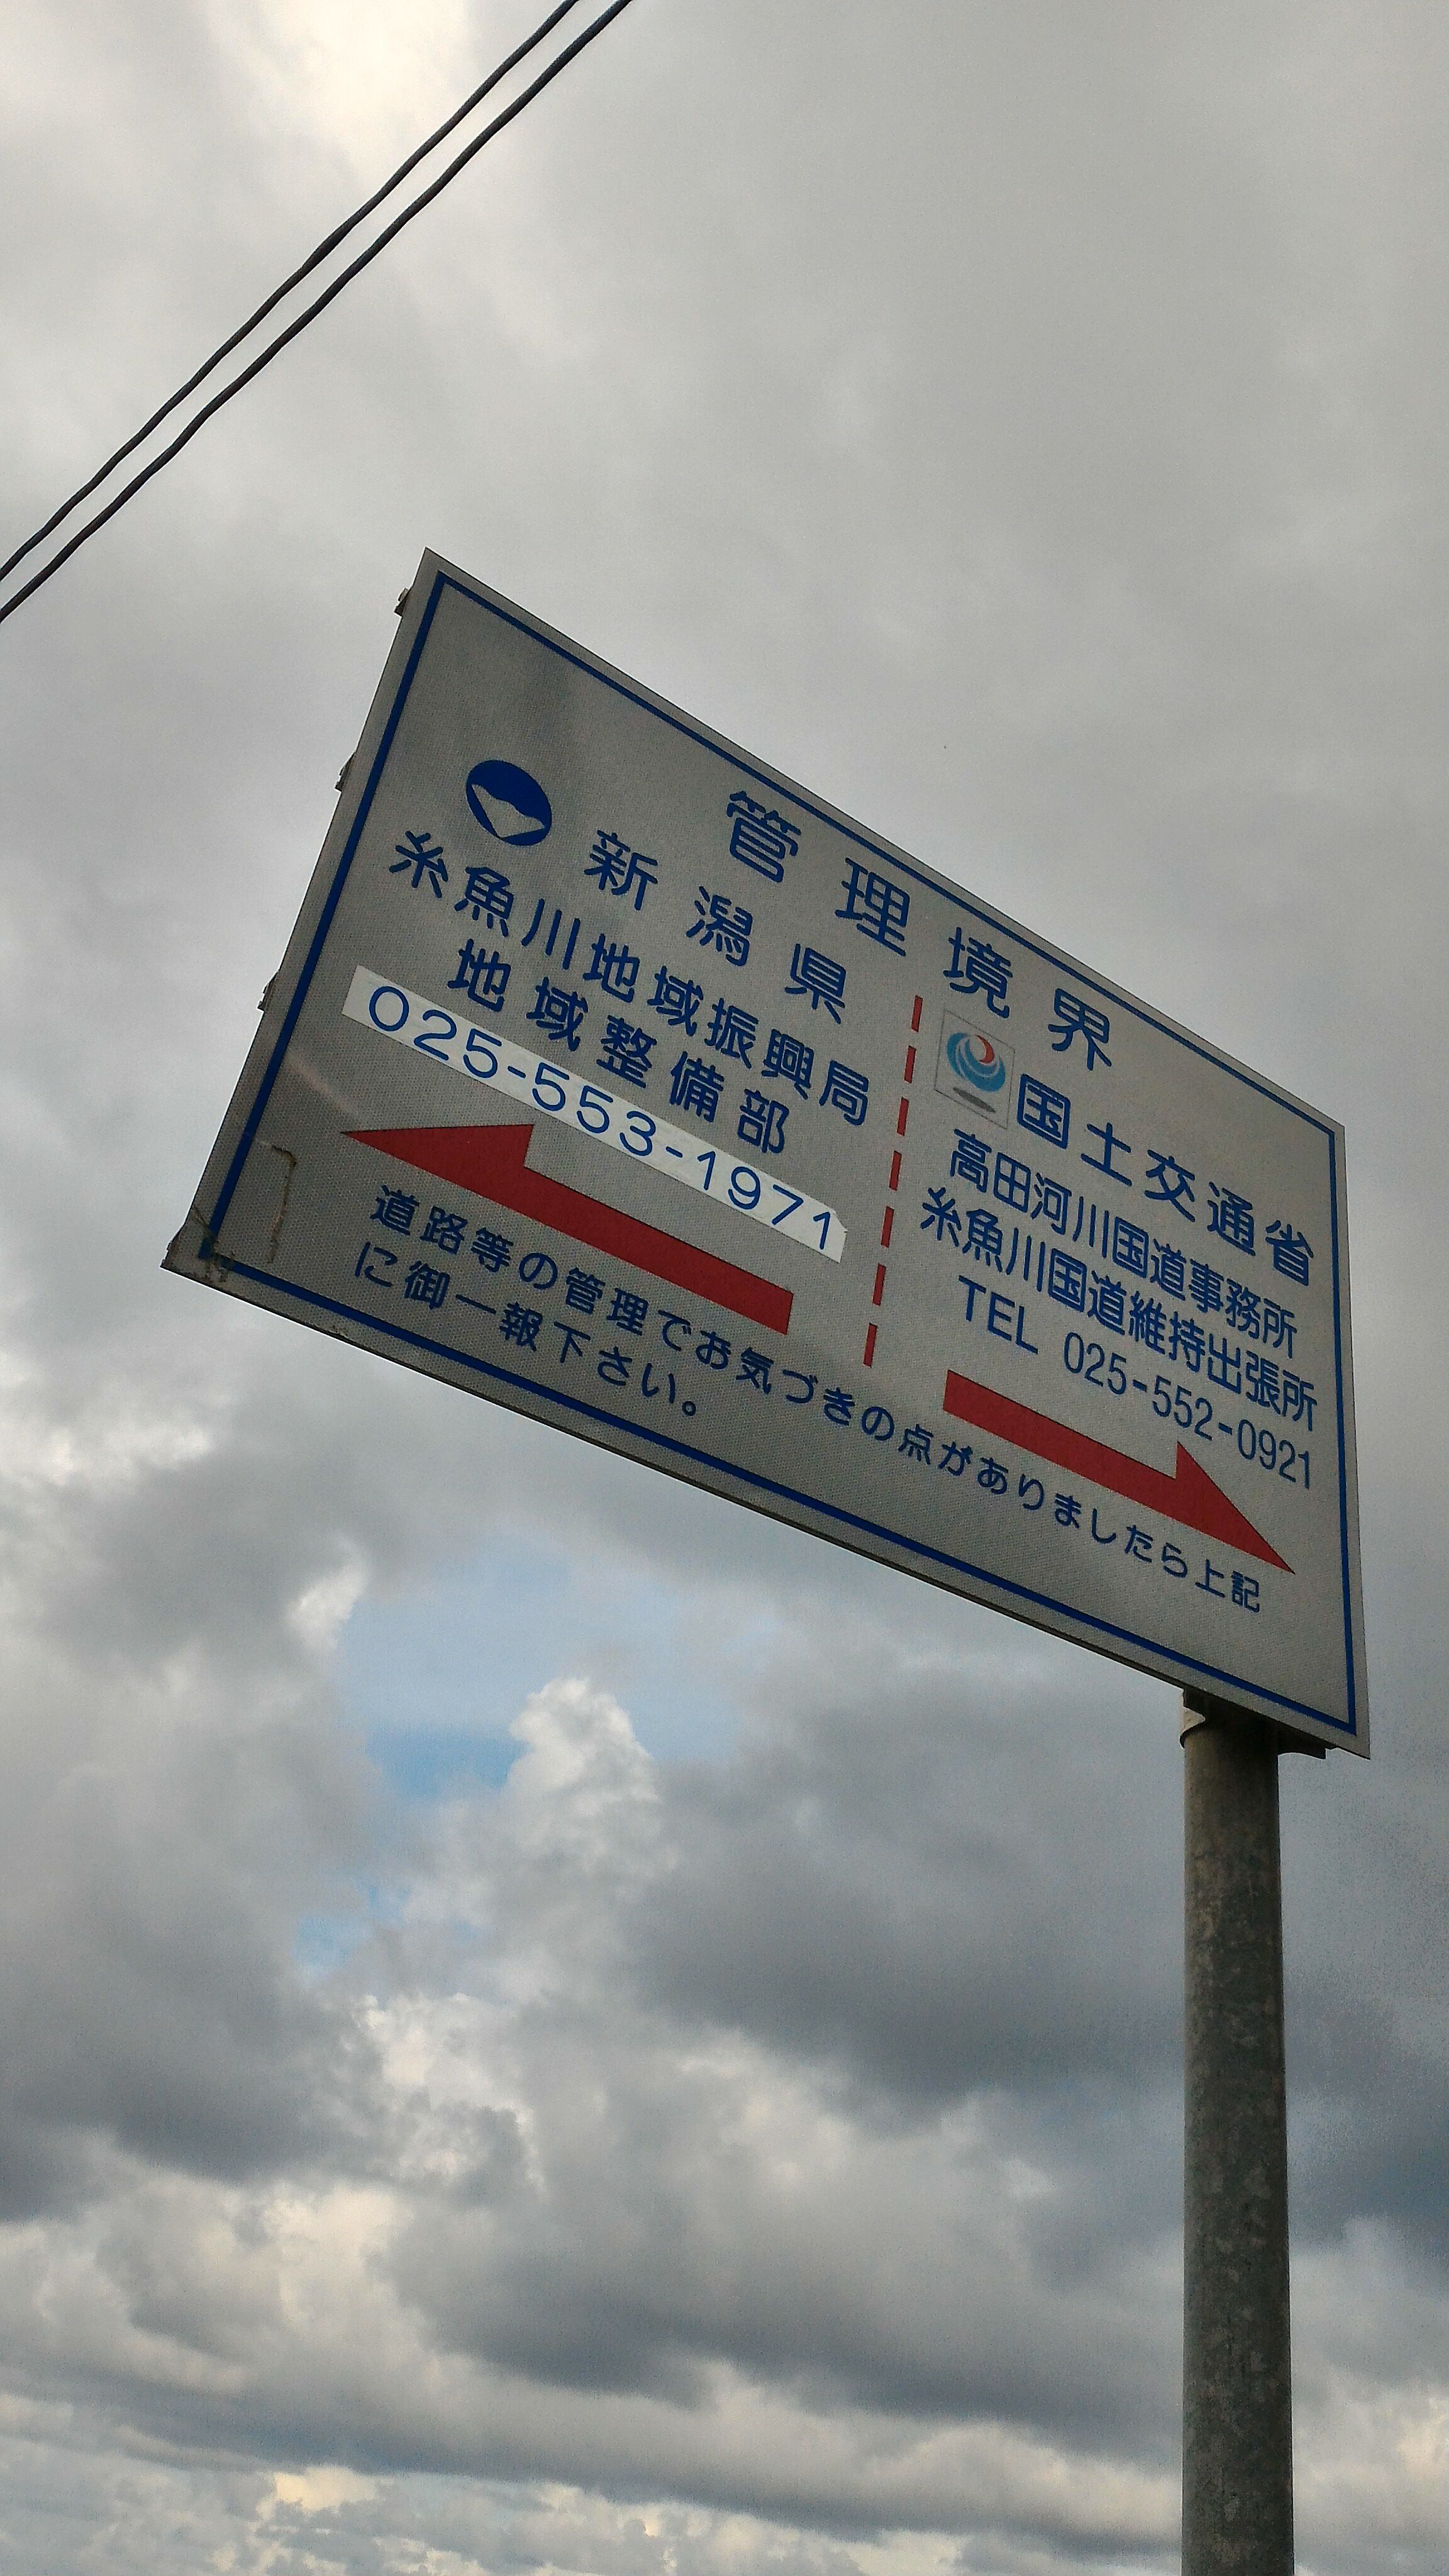 管理境界
新潟県
糸魚川地域振興局
地域整備部
025-553-1971
国土交通省
高田河川国道事務所
糸魚川国道維持出張所
TEL 025-552-0921
道路等の管理でお気づきの点がありましたら上記
に御一報下さい。